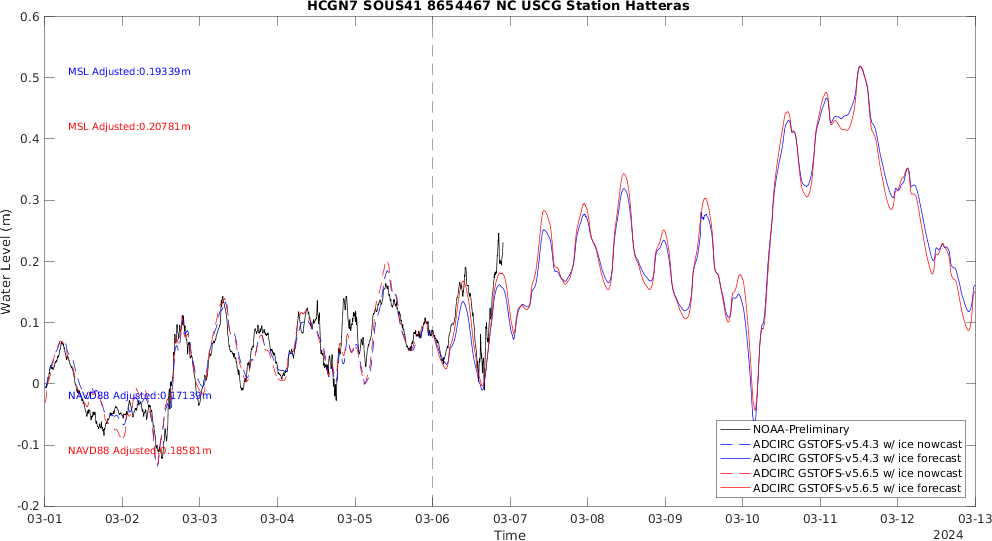 HCGN7 SOUS41 8654467 NC USCG Station Hatteras
0.6
0.5
0.4
0.3
0.2
0.1
0
-0.1
-0.2
Water Level (m)
MSL Adjusted:0.19339m
MSL Adjusted:0.20781m
NAVD88 Adjusted:0.17139m
NAVD88 Adjusted:0.18581m
NOAA-Preliminary
ADCIRC GSTOFS-v5.4.3 w/ ice nowcast
ADCIRC GSTOFS-v5.4.3 w/ ice forecast
ADCIRC GSTOFS-v5.6.5 w/ ice nowcast
ADCIRC GSTOFS-v5.6.5 w/ ice forecast
03-01 03-02 03-03 03-04 03-05 03-06 03-07 03-08 03-09 03-10 03-11 03-12 03-13
Time
2024